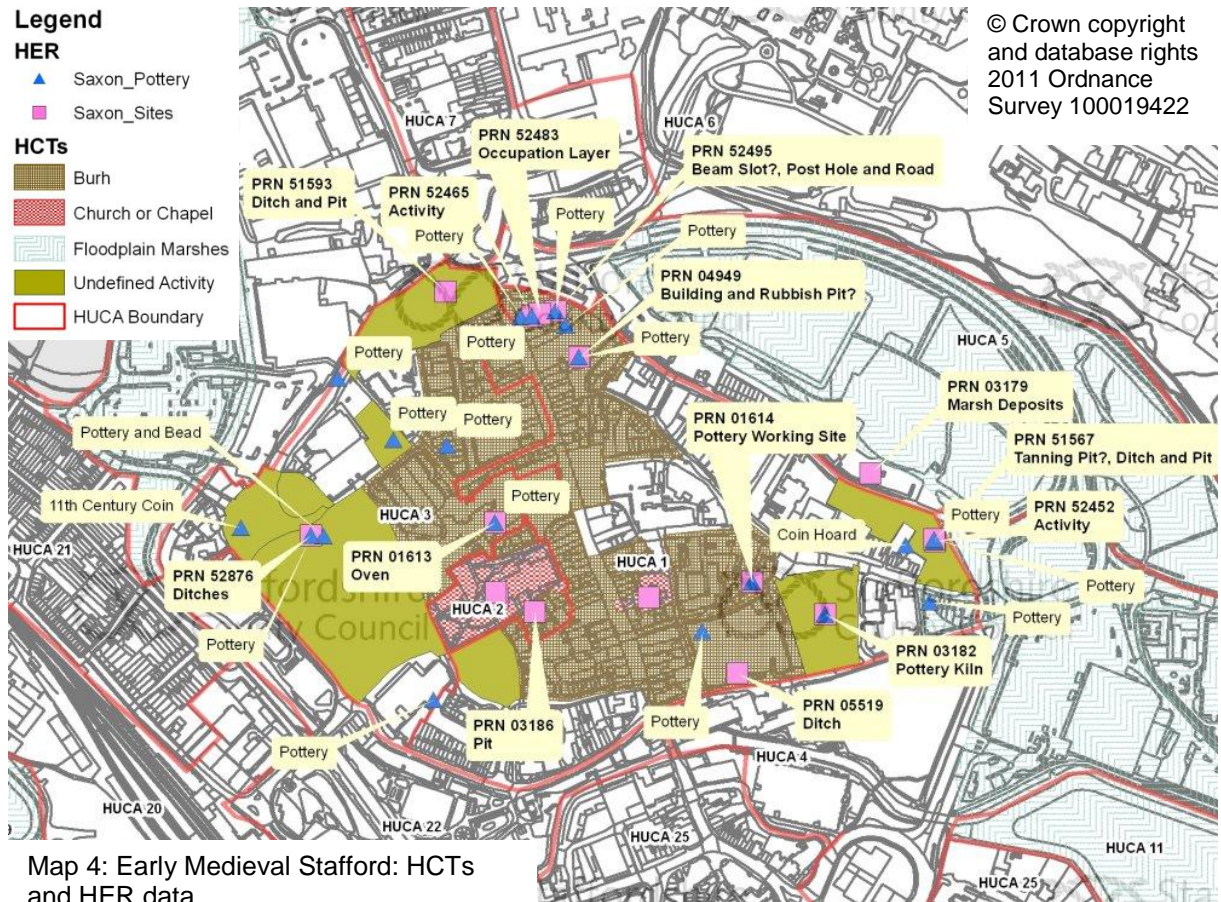 Legend
HER
Saxon_Pottery
Saxon_Sites
HCTs
Burh
Church or Chapel
Floodplain Marshes
Undefined Activity
HUCA Boundary
© Crown copyright
and database rights
2011 Ordnance
Survey 100019422
HUCA 7
HUCA 6
PRN 52483
Occupation Layer
PRN 52495
Beam Slot?, Post Hole and Road
PRN 51593
Ditch and Pit
PRN 52465
Activity
Pottery
Pottery
Pottery
PRN 04949
Building and Rubbish Pit?
Pottery
Pottery
HUCA 5
Pottery
PRN 03179
Marsh Deposits
Pottery
Pottery
PRN 01614
Pottery Working Site
Pottery and Bead
PRN 51567
Tanning Pit?, Ditch and Pit
11th Century Coin
HUCA 3
Pottery
Pottery
PRN 52452
Activity
Coin Hoard
HUCA 21
PRN 01613
Oven
HUCA 1
PRN 52876
Ditches
Pottery
HUCA 2
Pottery
Pottery
PRN 03182
Pottery Kiln
PRN 03186
Pit
Pottery
PRN 05519
Ditch
Pottery
HUCA 4
HUCA 20
HUCA 22
HUCA 25
HUCA 11
HUCA 25
Map 4: Early Medieval Stafford: HCTs
and HER data